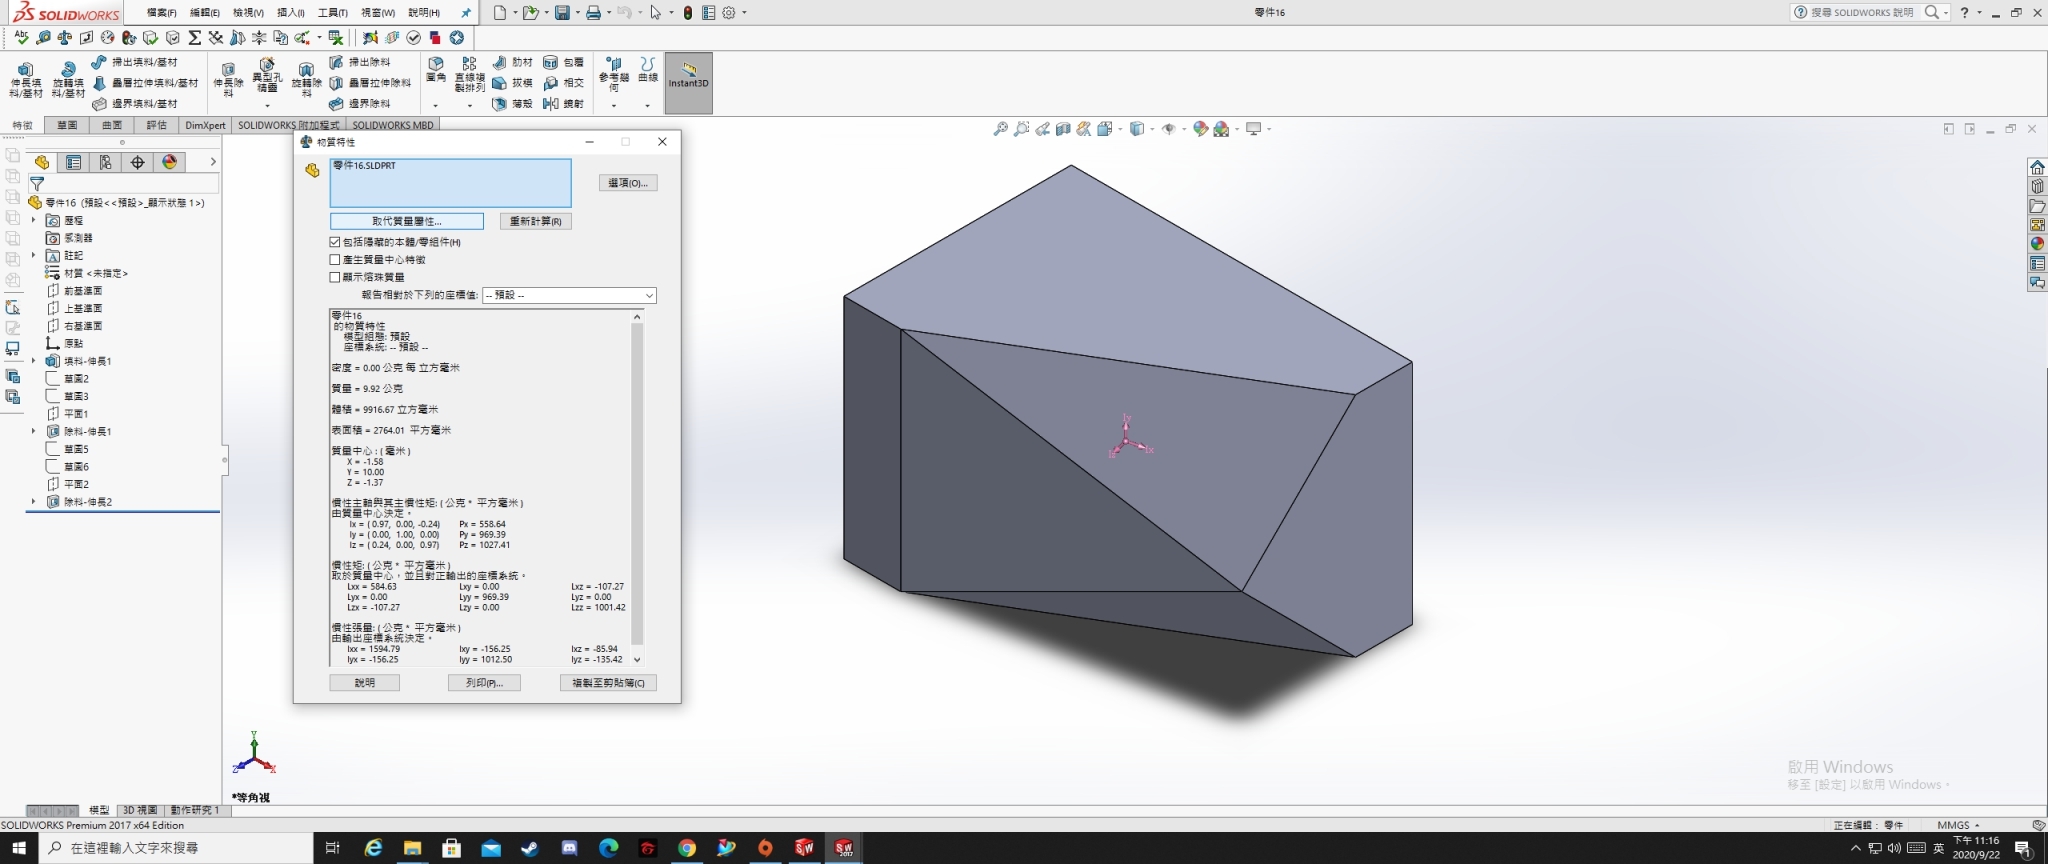 SOLIDWORKS
檔案(F) 編輯(E) 檢視(V) 插入(I) 工具(T) 視窗(W) 說明(H)
零件16
搜尋 SOLIDWORKS 說明
伸長填料/基材
旋轉填料/基材
掃出填料/基材
疊層拉伸填料/基材
邊界填料/基材
伸長除料
異型孔精靈
旋轉除料
掃出除料
疊層拉伸除料
邊界除料
圓角
直線複製排列
肋材
拔模
薄殼
包覆
相交
鏡射
參考幾何
曲線
Instant3D
特徵 草圖 曲面 評估 DimXpert SOLIDWORKS 附加程式 SOLIDWORKS MBD
零件16 (預設<<預設>_顯示狀態 1>)
歷程
感測器
註記
材質 <未指定>
前基準面
上基準面
右基準面
原點
填料-伸長1
草圖2
草圖3
平面1
除料-伸長1
草圖5
草圖6
平面2
除料-伸長2
物質特性
零件16.SLDPRT
選項(O)...
取代質量屬性... 重新計算(R)
包括隱藏的本體/零組件(H)
產生質量中心特徵
顯示熔珠質量
報告相對於下列的座標值: -- 預設 --
零件16
的物質特性
模型組態: 預設
座標系統: -- 預設 --
密度 = 0.00 公克 每 立方毫米
質量 = 9.92 公克
體積 = 9916.67 立方毫米
表面積 = 2764.01 平方毫米
質量中心 : ( 毫米 )
X = -1.58
Y = 10.00
Z = -1.37
慣性主軸與其主慣性矩: ( 公克 * 平方毫米 )
由質量中心決定。
Ix = ( 0.97, 0.00, -0.24) Px = 558.64
Iy = ( 0.00, 1.00, 0.00) Py = 969.39
Iz = ( 0.24, 0.00, 0.97) Pz = 1027.41
慣性矩: ( 公克 * 平方毫米 )
取於質量中心，並且對正輸出的座標系統。
Lxx = 584.63 Lxy = 0.00 Lxz = -107.27
Lyx = 0.00 Lyy = 969.39 Lyz = 0.00
Lzx = -107.27 Lzy = 0.00 Lzz = 1001.42
慣性張量: ( 公克 * 平方毫米 )
由輸出座標系統決定。
Ixx = 1594.79 Ixy = -156.25 Ixz = -85.94
Iyx = -156.25 Iyy = 1012.50 Iyz = -135.42
說明 列印(P)... 複製至剪貼簿(C)
Iy
Ix
Iz
Y
Z X
*等角視
啟用 Windows
移至 [設定] 以啟用 Windows。
模型 3D 視圖 動作研究 1
SOLIDWORKS Premium 2017 x64 Edition
正在編輯： 零件 MMGS
在這裡輸入文字來搜尋
英
下午 11:16
2020/9/22